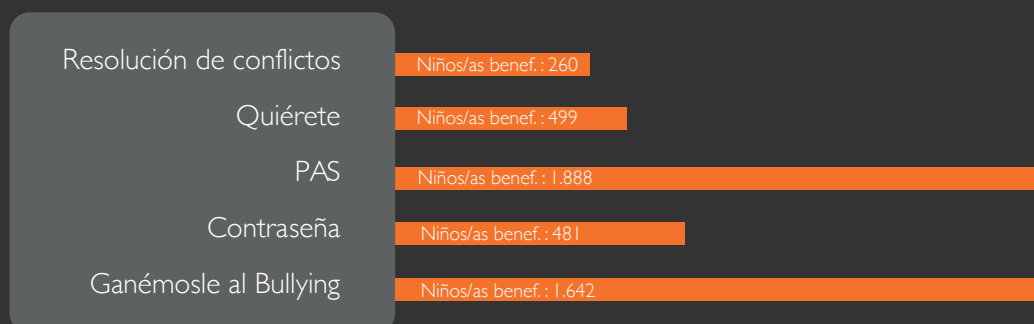 Resolución de conflictos Niños/as benef. : 260
Quiérete Niños/as benef. : 499
PAS Niños/as benef. : 1.888
Contraseña Niños/as benef. : 481
Ganémosle al Bullying Niños/as benef. : 1.642